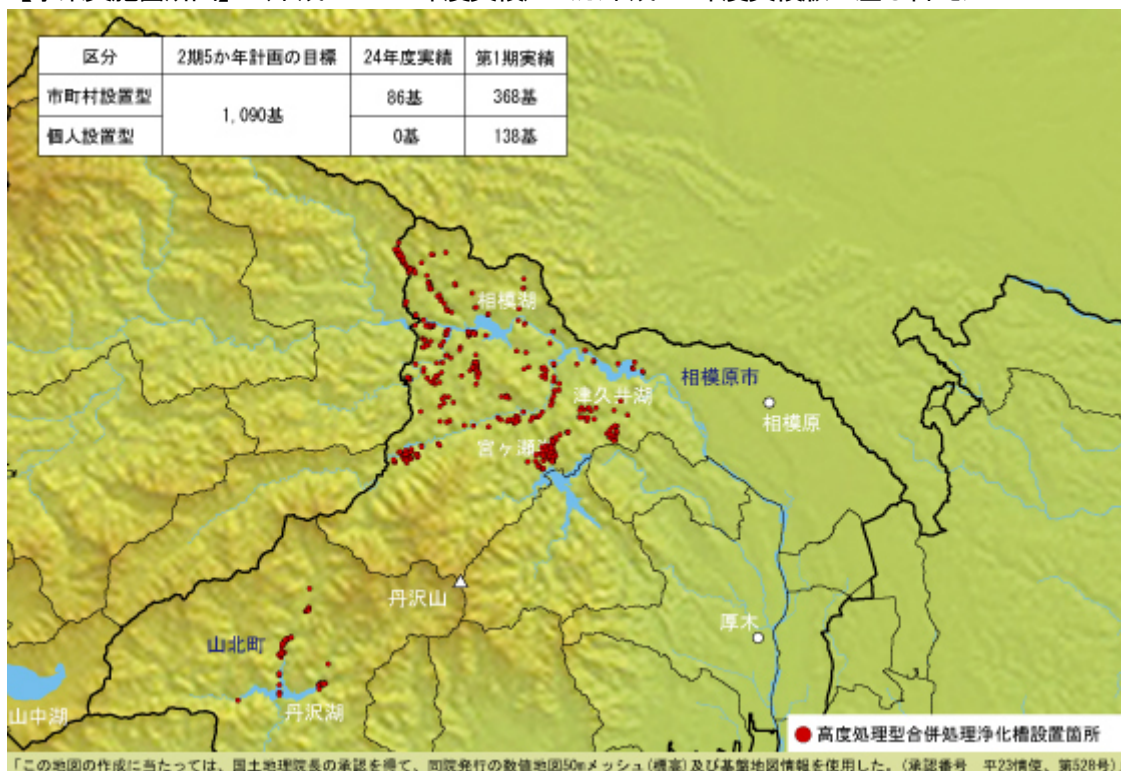 区分 2期5か年計画の目標 24年度実績 第1期実績
市町村設置型 1,090基 86基 368基
個人設置型 0基 138基
相模湖
相模原市
津久井湖
相模原
宮ヶ瀬
丹沢山
厚木
山北町
山中湖
丹沢湖
高度処理型合併処理浄化槽設置箇所
「この地図の作成に当たっては、国土地理院長の承認を得て、同院発行の数値地図50mメッシュ(標高)及び基盤地図情報を使用した。(承認番号 平23情使、第528号)」